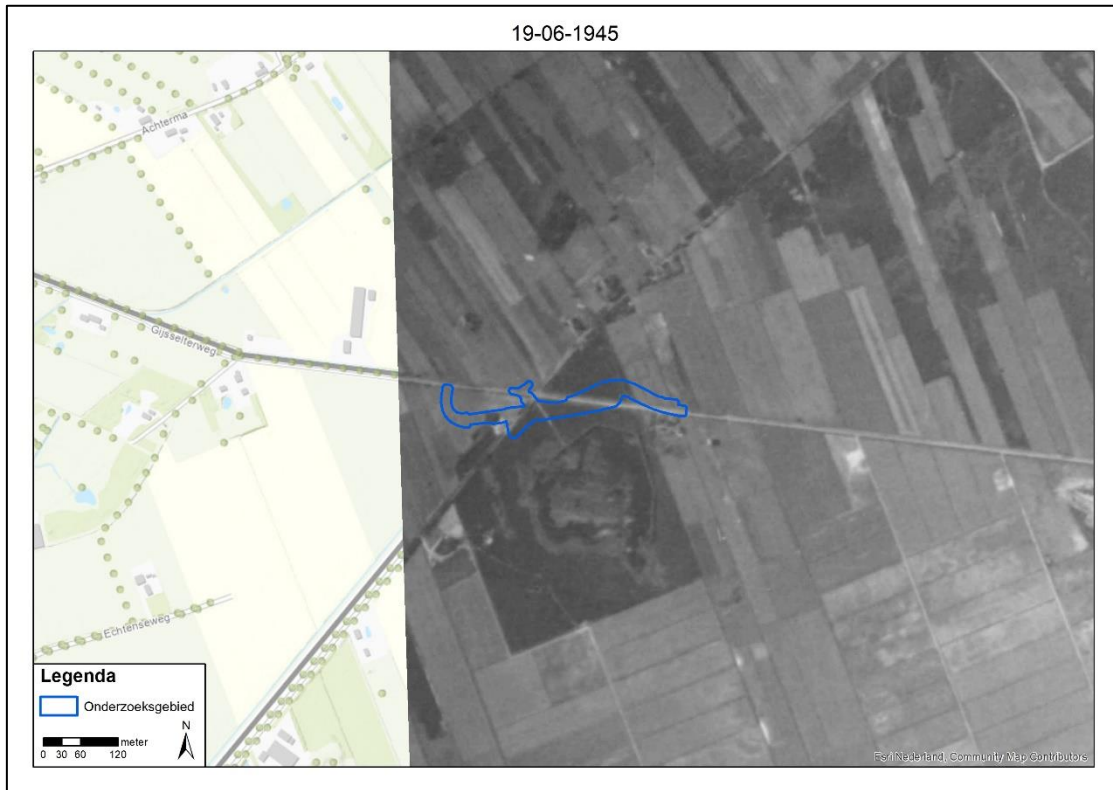 19-06-1945
Achterma
Gijsselterweg
Echtenseweg
Legenda
Onderzoeksgebied
N
meter
0 30 60 120
Esri Nederland, Community Map Contributors